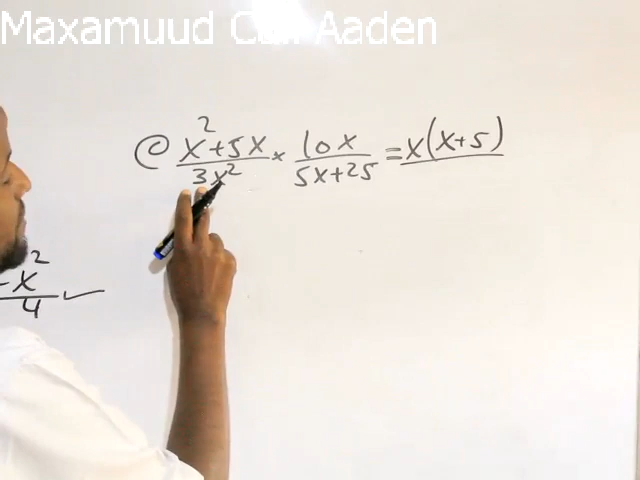 Maxamuud Aaden
@ x²+5x / 3x² × 10x / 5x+25 = x(x+5)
-x² / 4 ✓